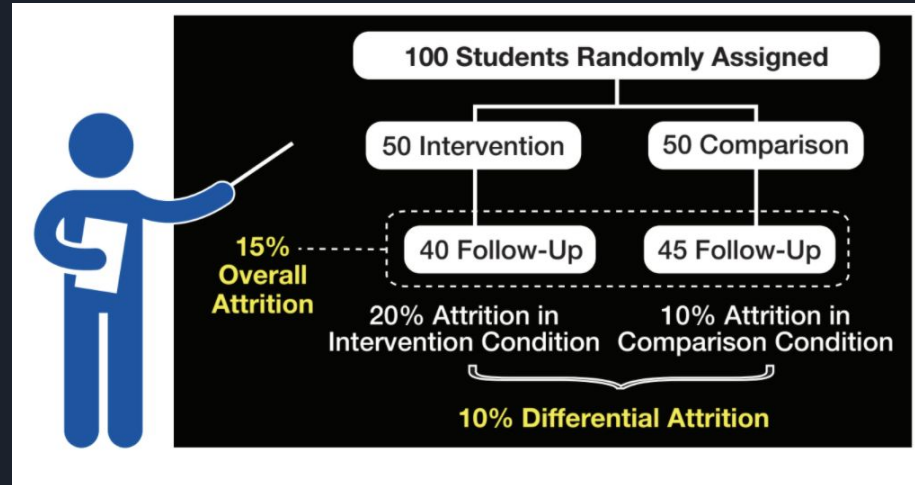 100 Students Randomly Assigned
50 Intervention
50 Comparison
15%
Overall
Attrition
40 Follow-Up
45 Follow-Up
20% Attrition in
Intervention Condition
10% Attrition in
Comparison Condition
10% Differential Attrition